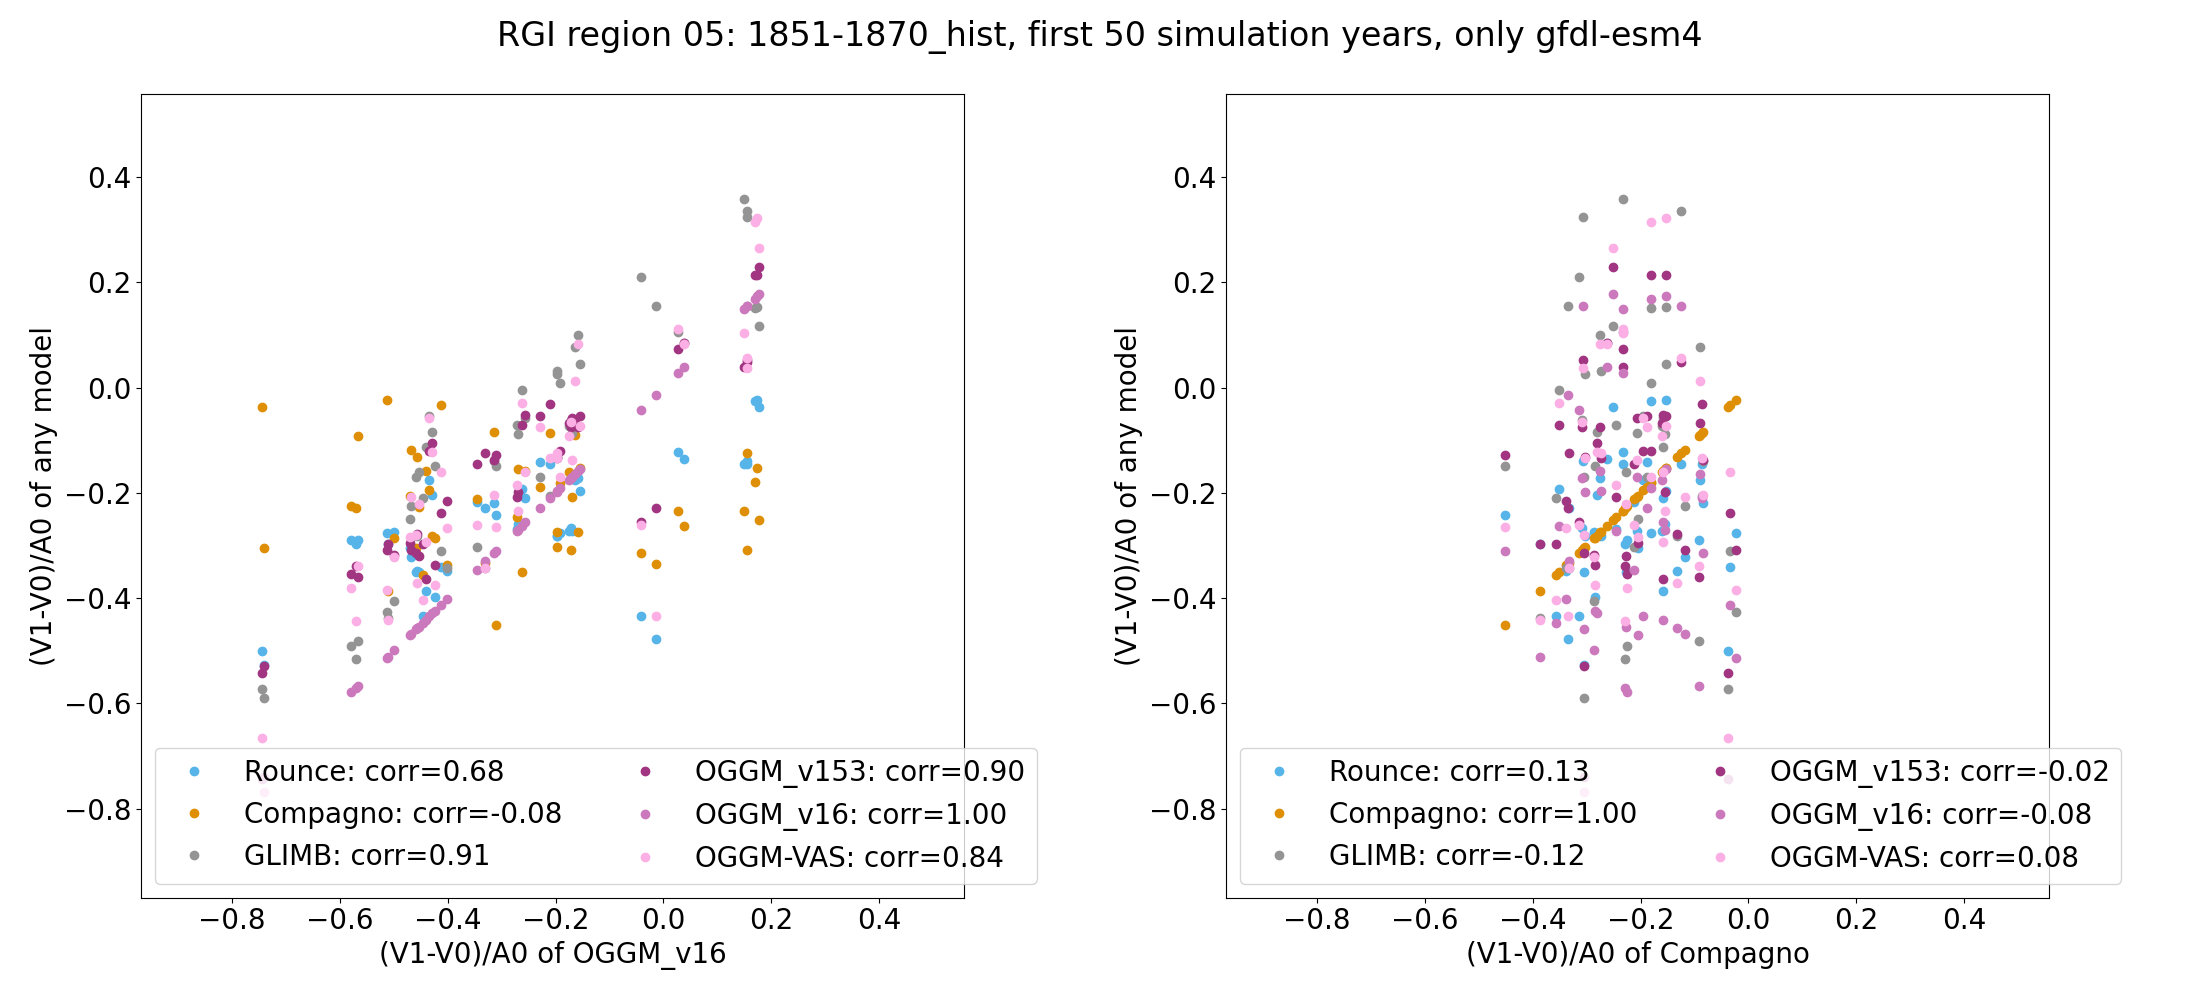 RGI region 05: 1851-1870_hist, first 50 simulation years, only gfdl-esm4
(V1-V0)/A0 of any model
0.4
0.2
0.0
−0.2
−0.4
−0.6
−0.8
Rounce: corr=0.68
Compagno: corr=-0.08
GLIMB: corr=0.91
OGGM_v153: corr=0.90
OGGM_v16: corr=1.00
OGGM-VAS: corr=0.84
−0.8 −0.6 −0.4 −0.2 0.0 0.2 0.4
(V1-V0)/A0 of OGGM_v16
(V1-V0)/A0 of any model
0.4
0.2
0.0
−0.2
−0.4
−0.6
−0.8
Rounce: corr=0.13
Compagno: corr=1.00
GLIMB: corr=-0.12
OGGM_v153: corr=-0.02
OGGM_v16: corr=-0.08
OGGM-VAS: corr=0.08
−0.8 −0.6 −0.4 −0.2 0.0 0.2 0.4
(V1-V0)/A0 of Compagno